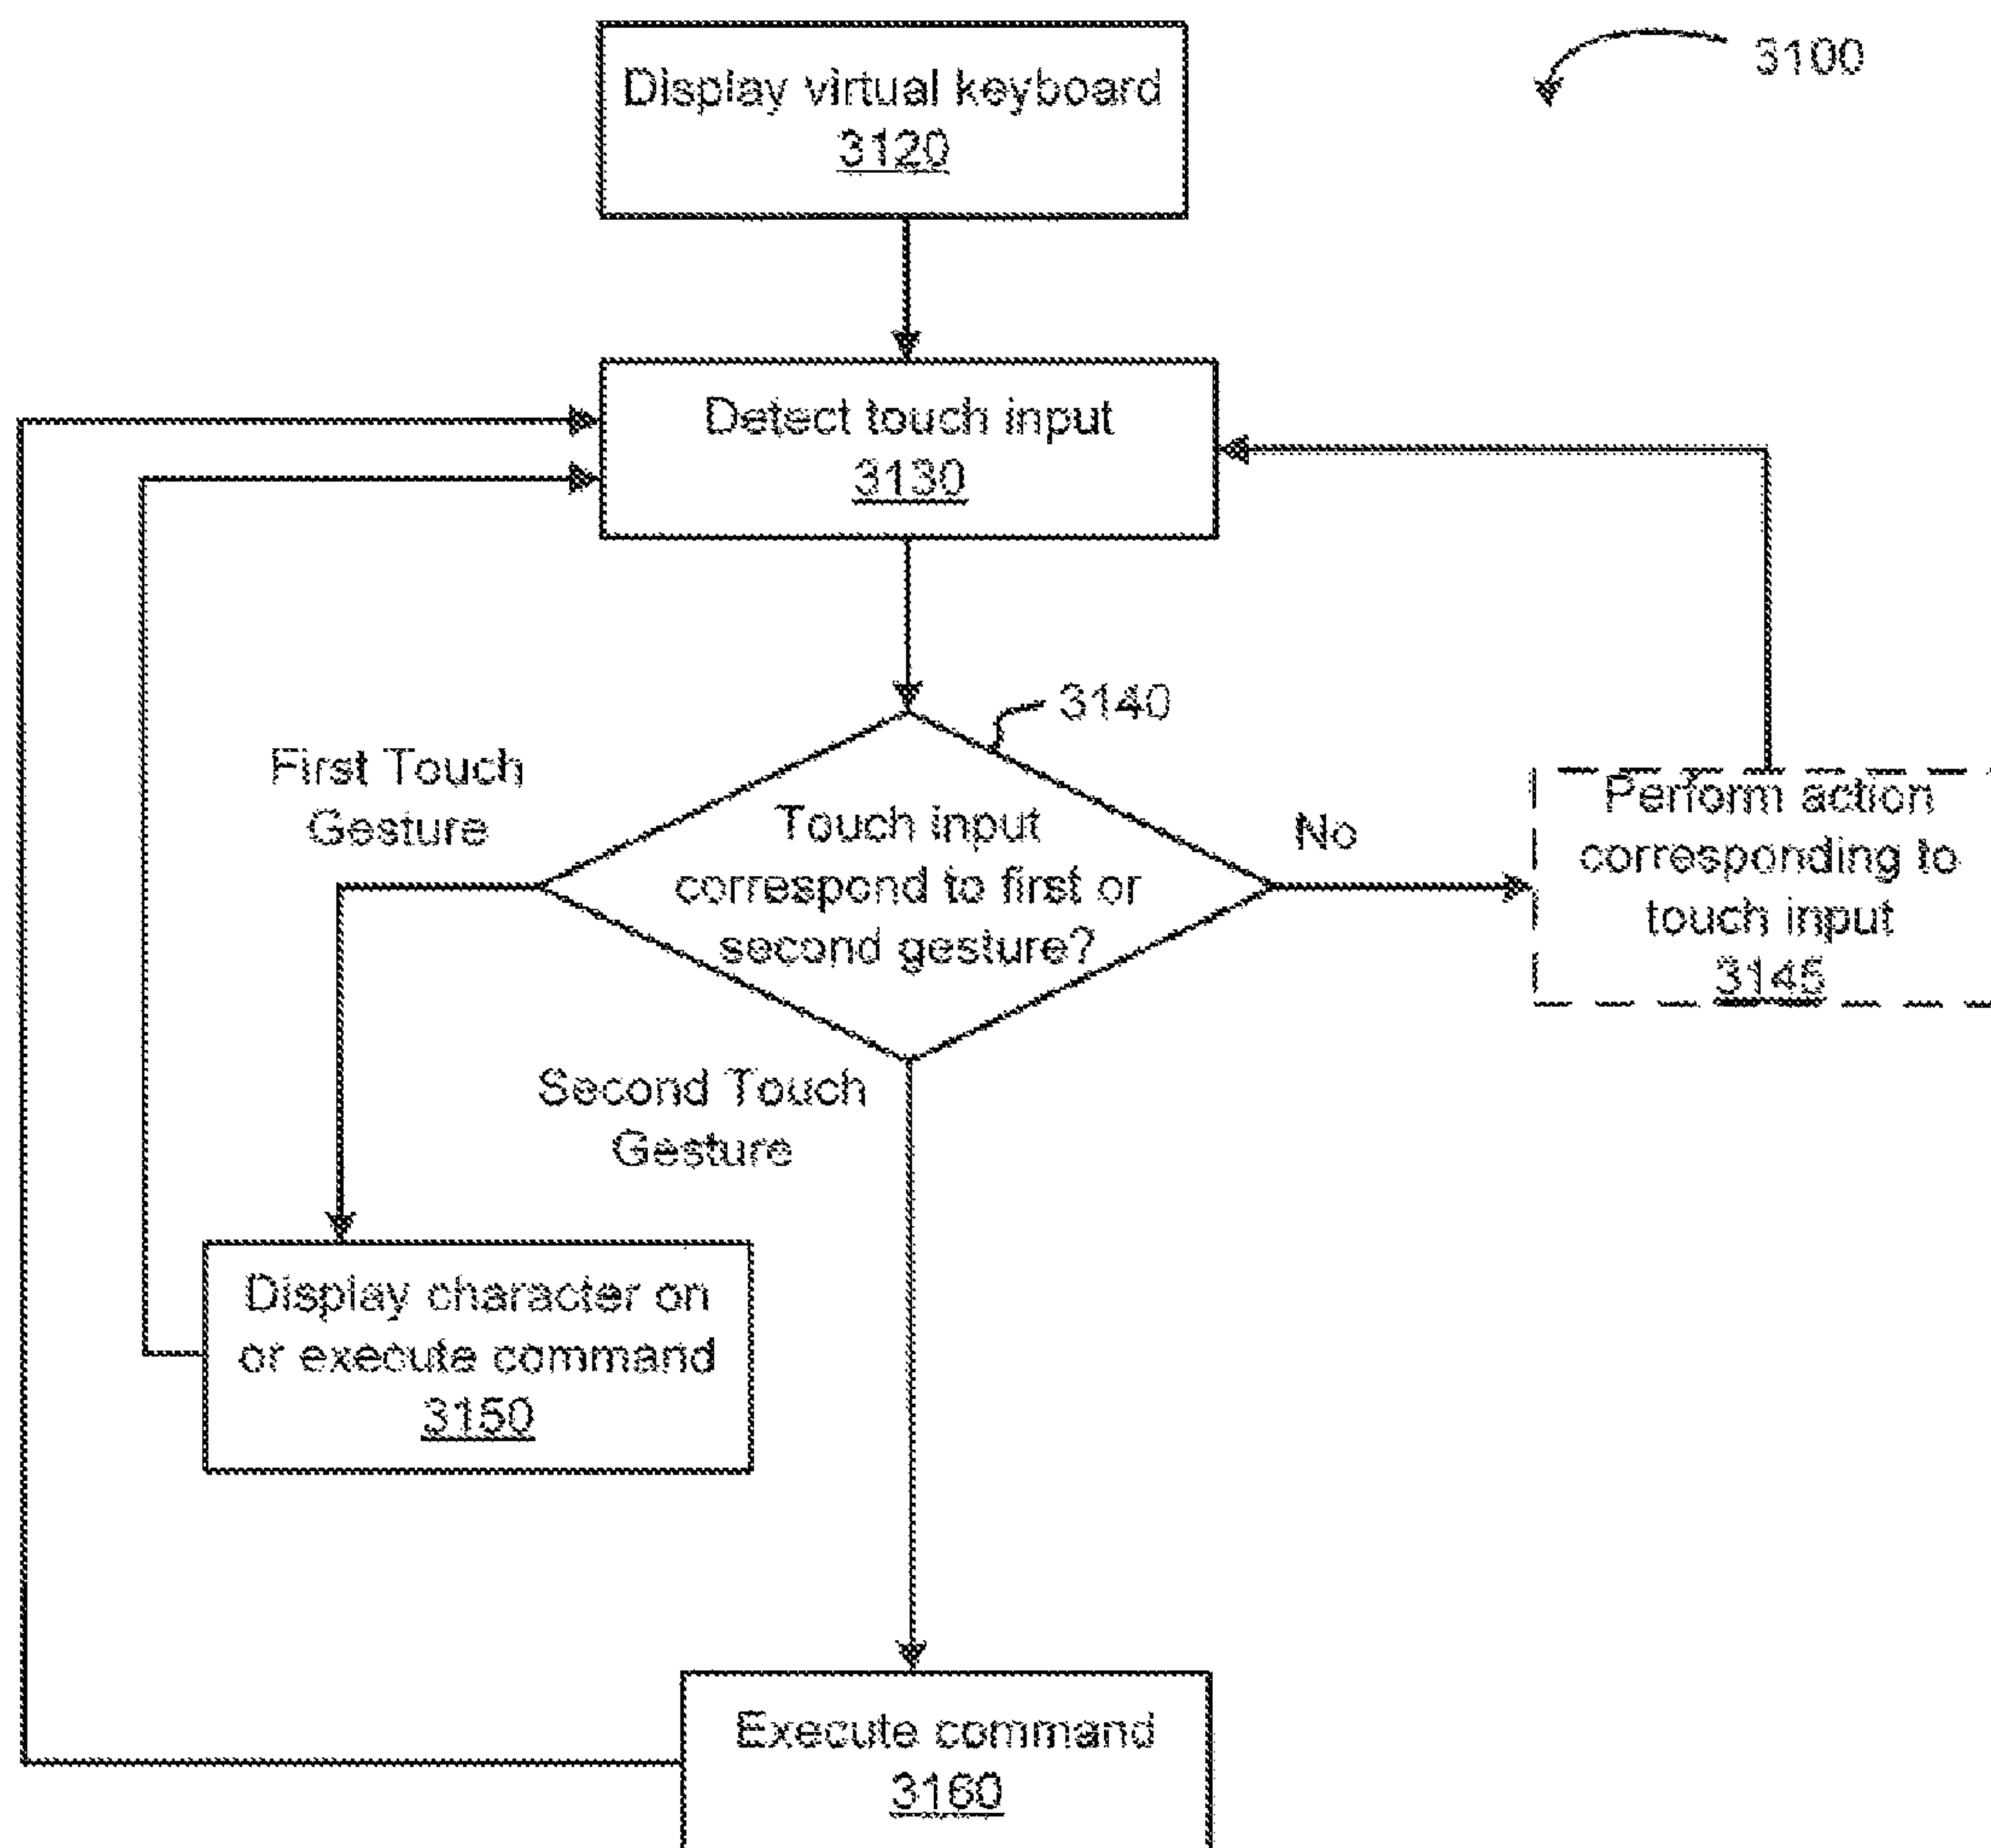 Display virtual keyboard
3120
3100
Detect touch input
3130
3140
First Touch
Gesture
Touch input
correspond to first or
second gesture?
No
Perform action
corresponding to
touch input
3145
Second Touch
Gesture
Display character on
or execute command
3150
Execute command
3160